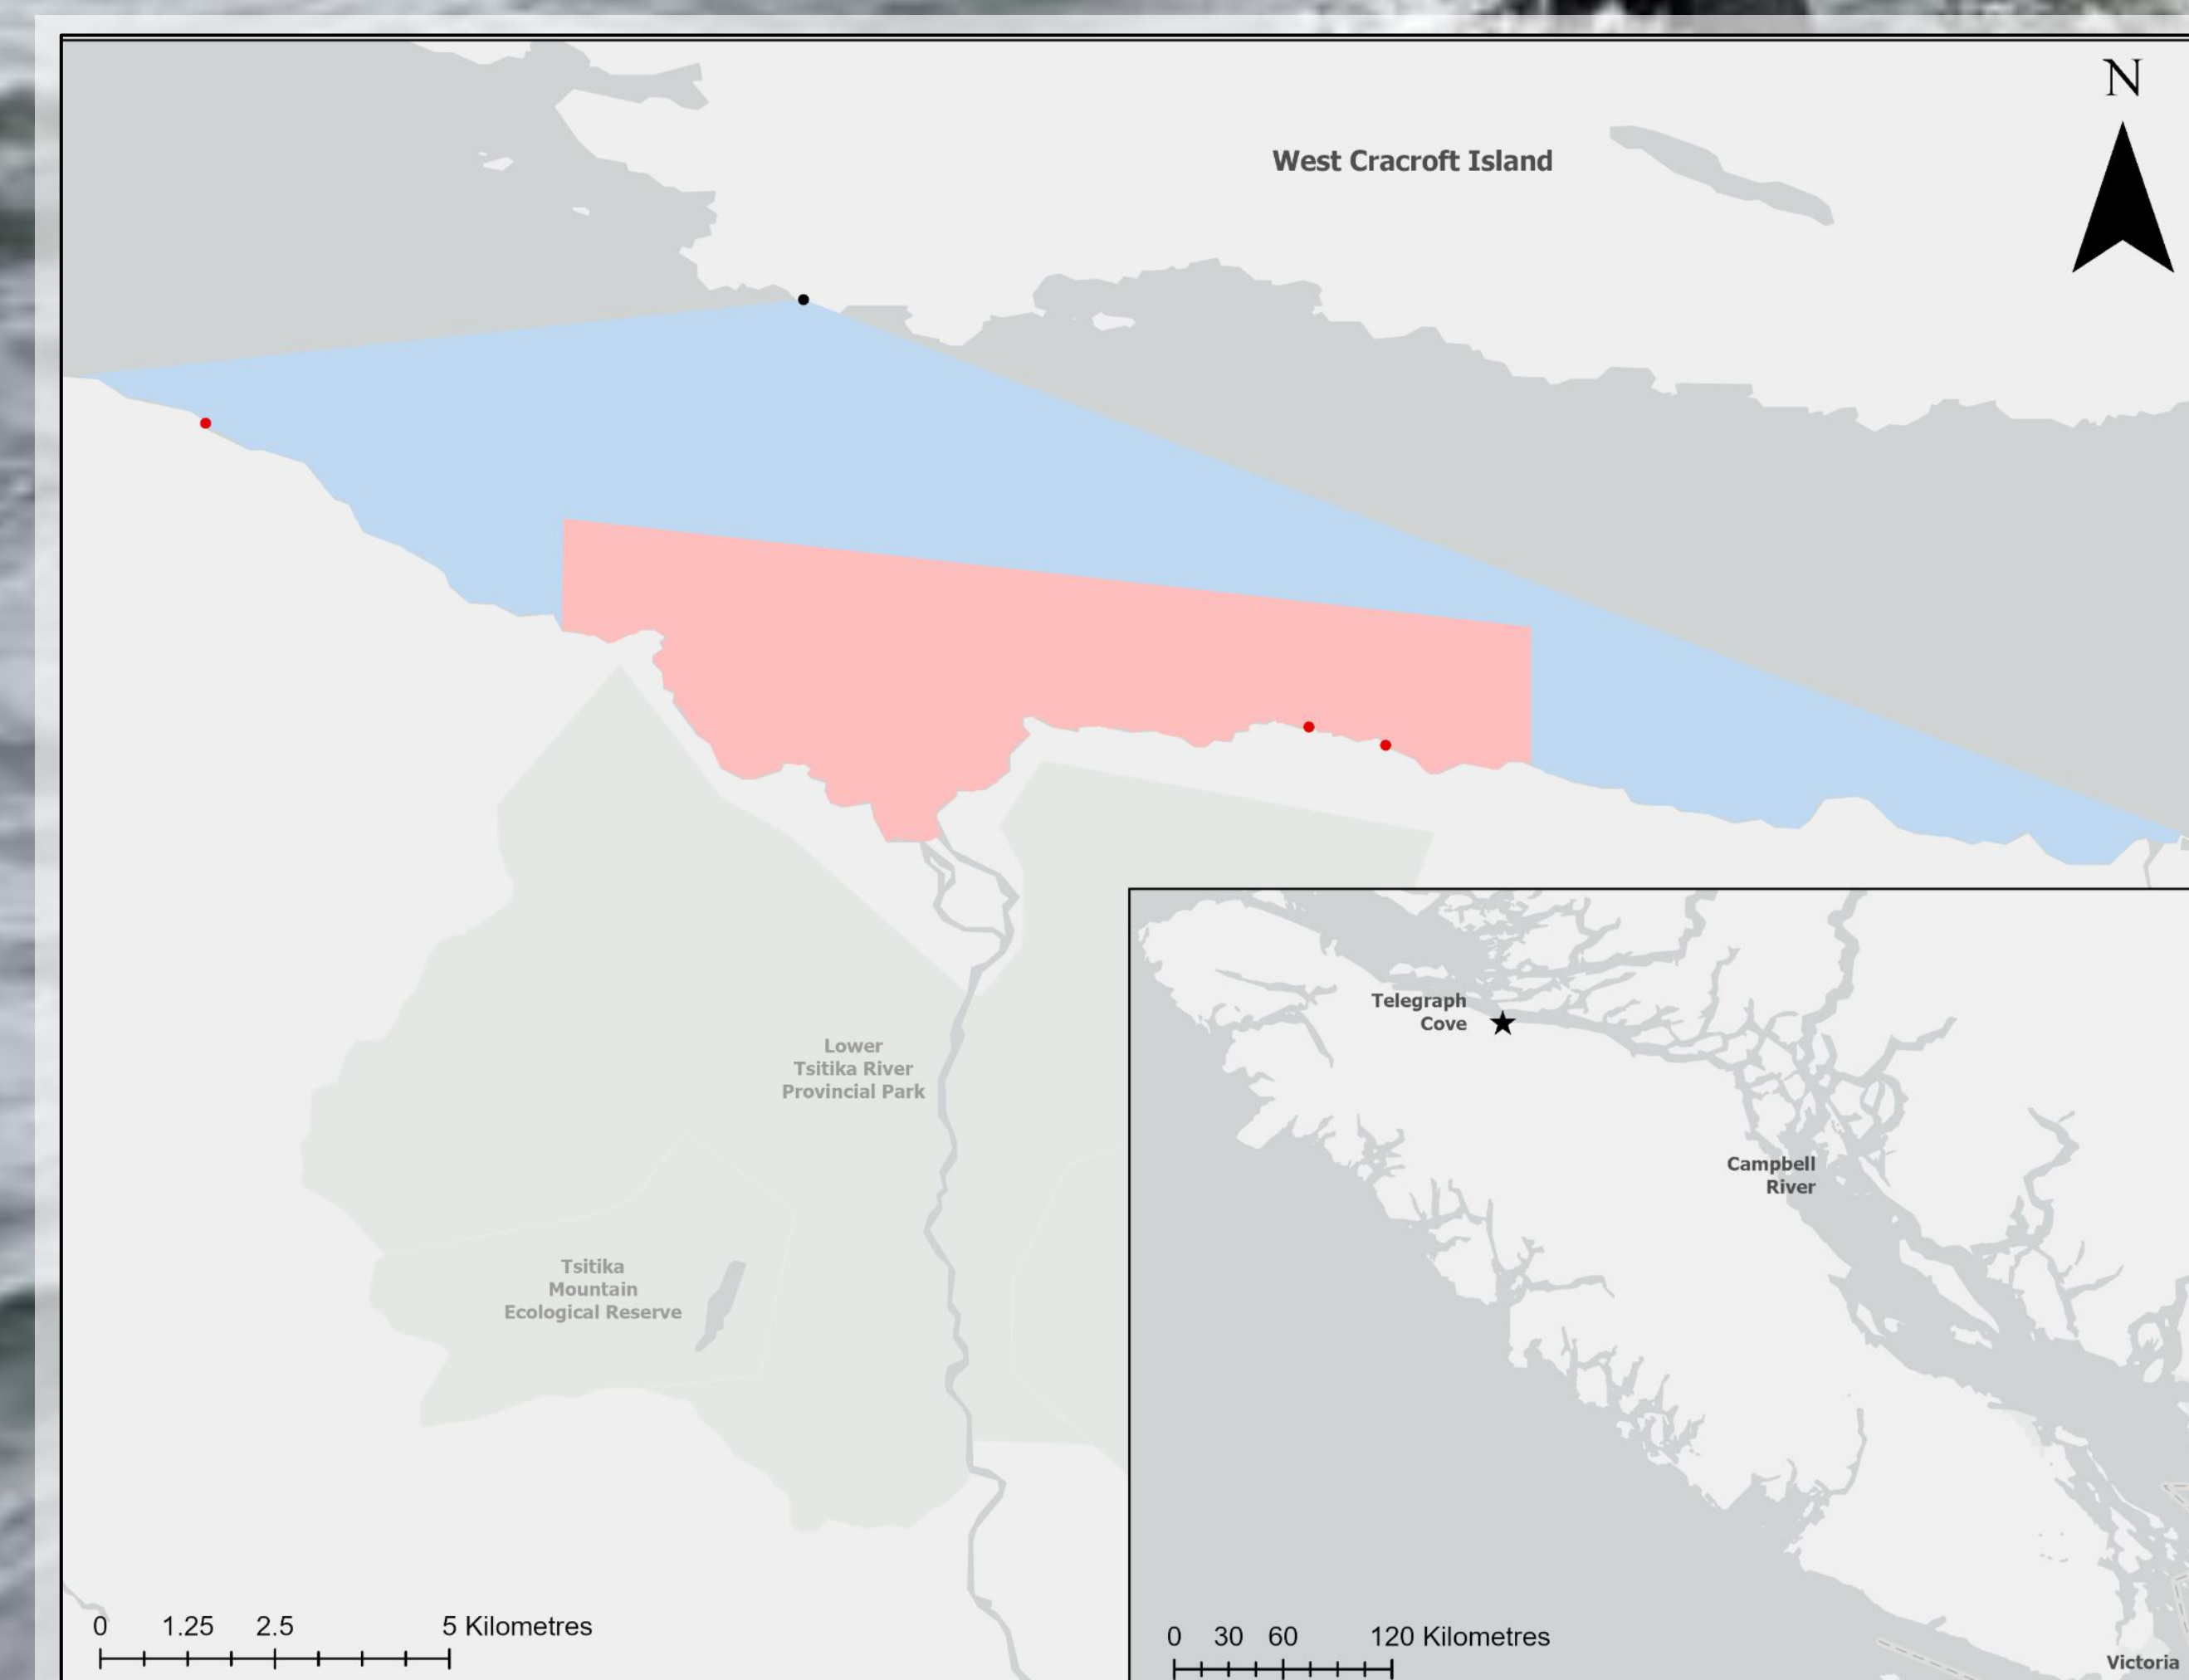 N
West Cracroft Island
Telegraph
Cove
Lower
Tsitika River
Provincial Park
Campbell
River
Tsitika
Mountain
Ecological Reserve
0 1.25 2.5 5 Kilometres
0 30 60 120 Kilometres
Victoria